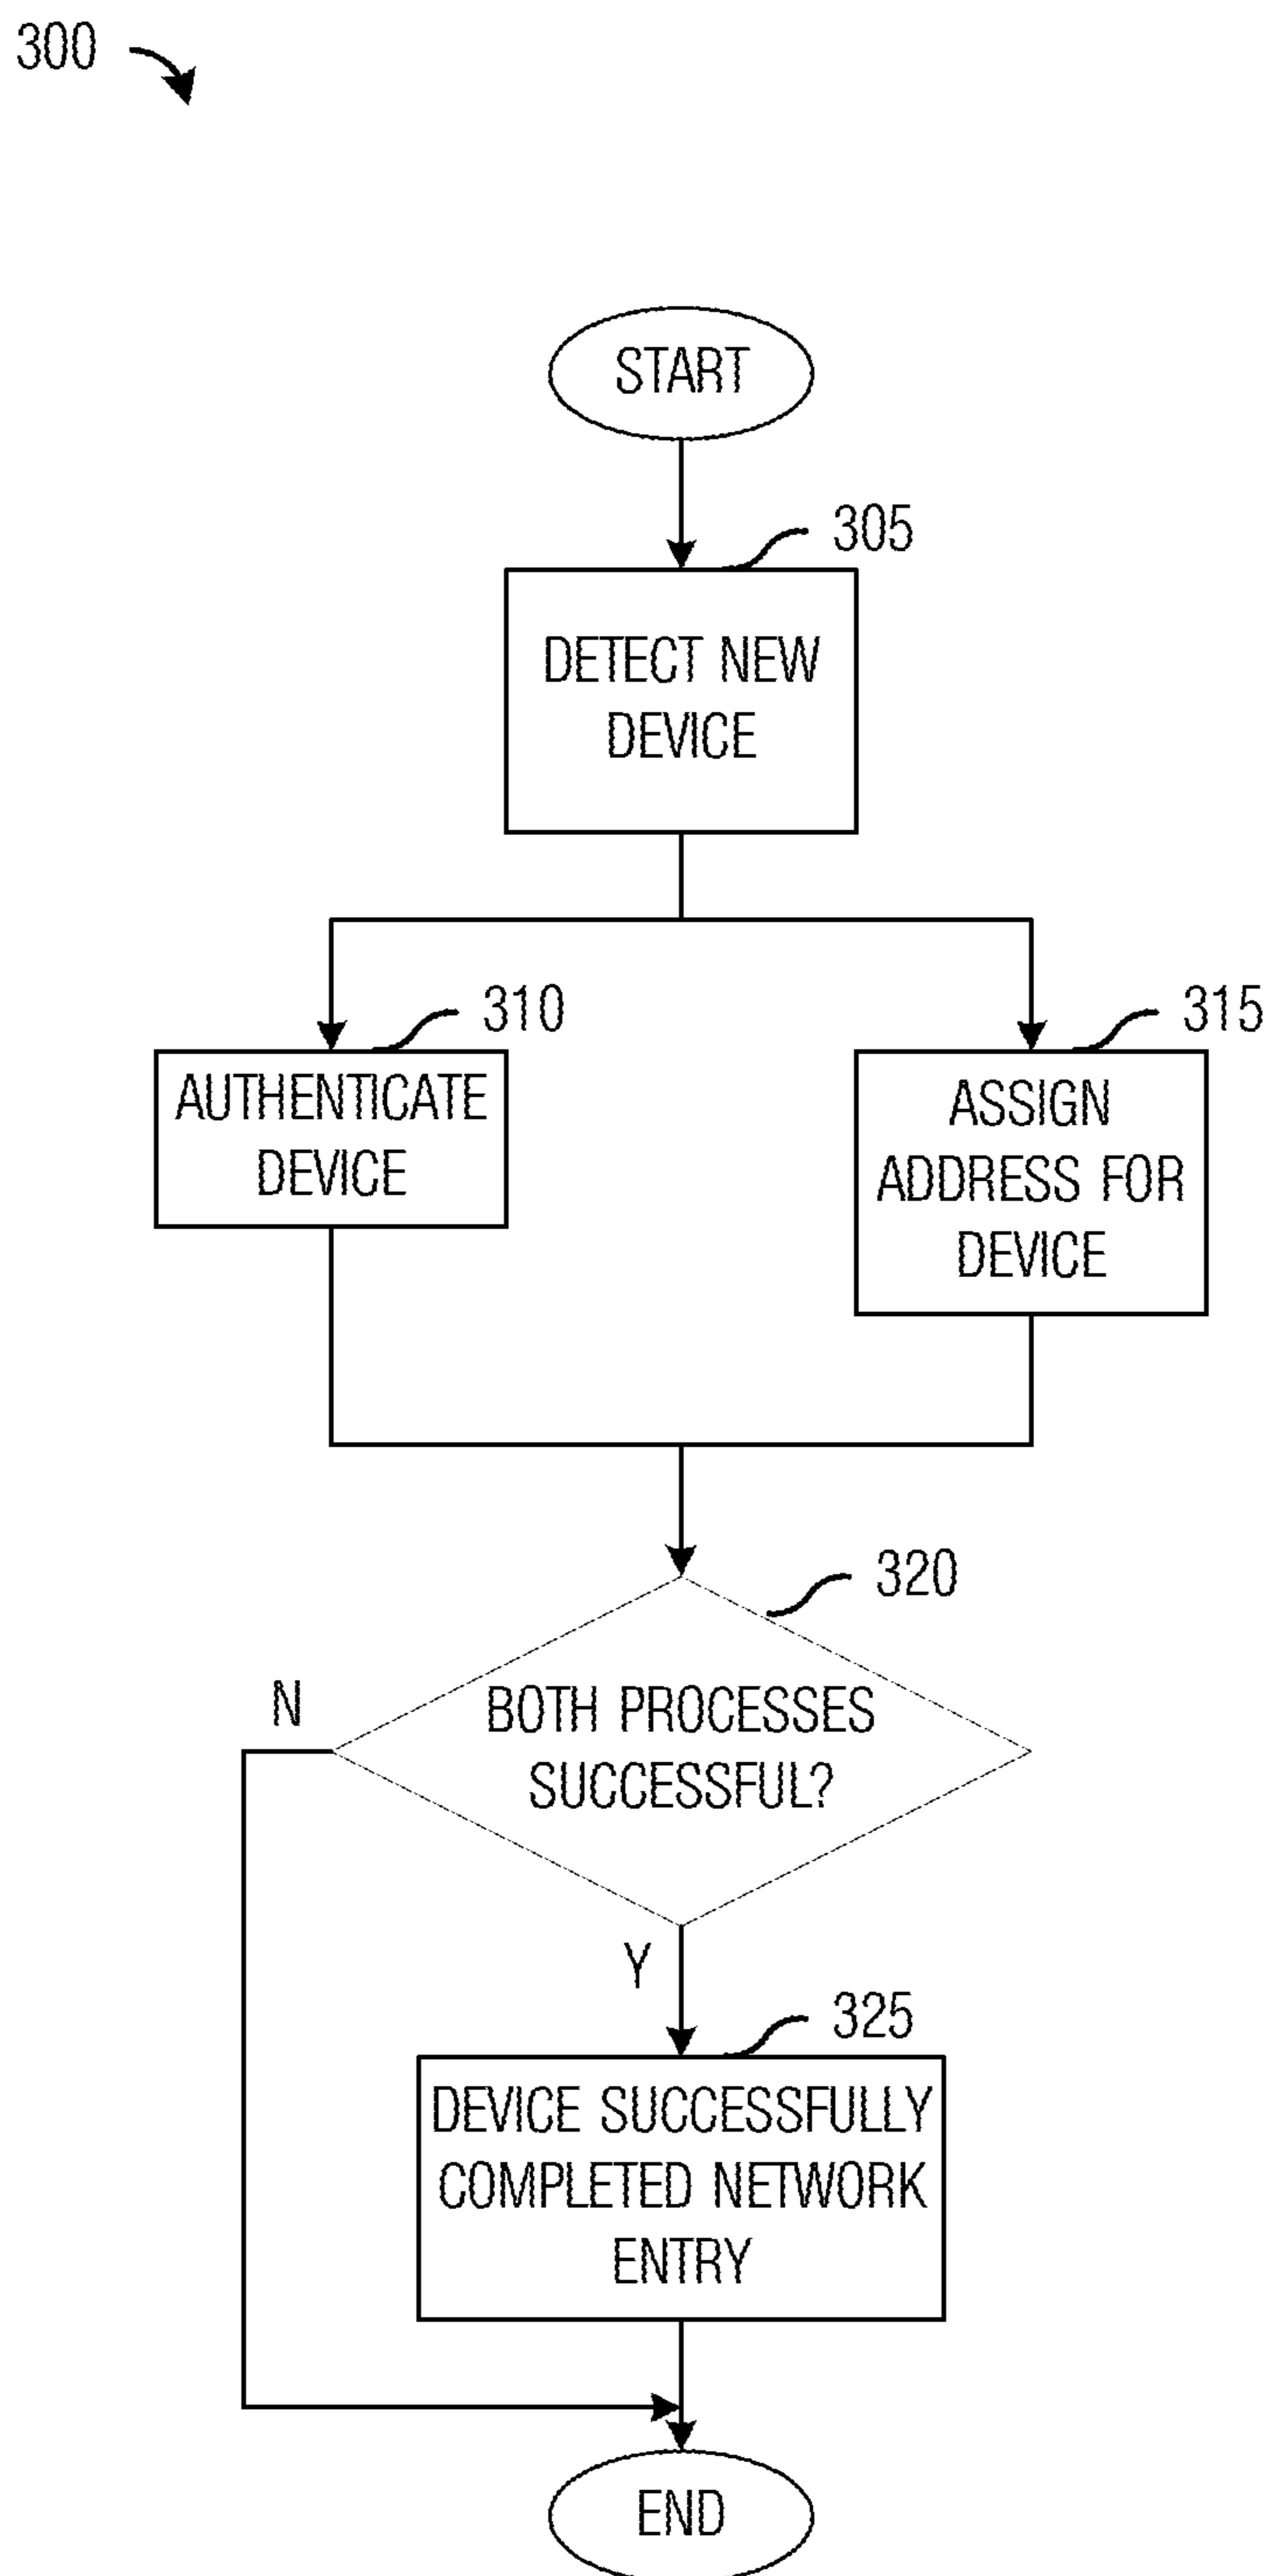 300
START
305
DETECT NEW
DEVICE
310
315
AUTHENTICATE
DEVICE
ASSIGN
ADDRESS FOR
DEVICE
320
N
BOTH PROCESSES
SUCCESSFUL?
Y
325
DEVICE SUCCESSFULLY
COMPLETED NETWORK
ENTRY
END